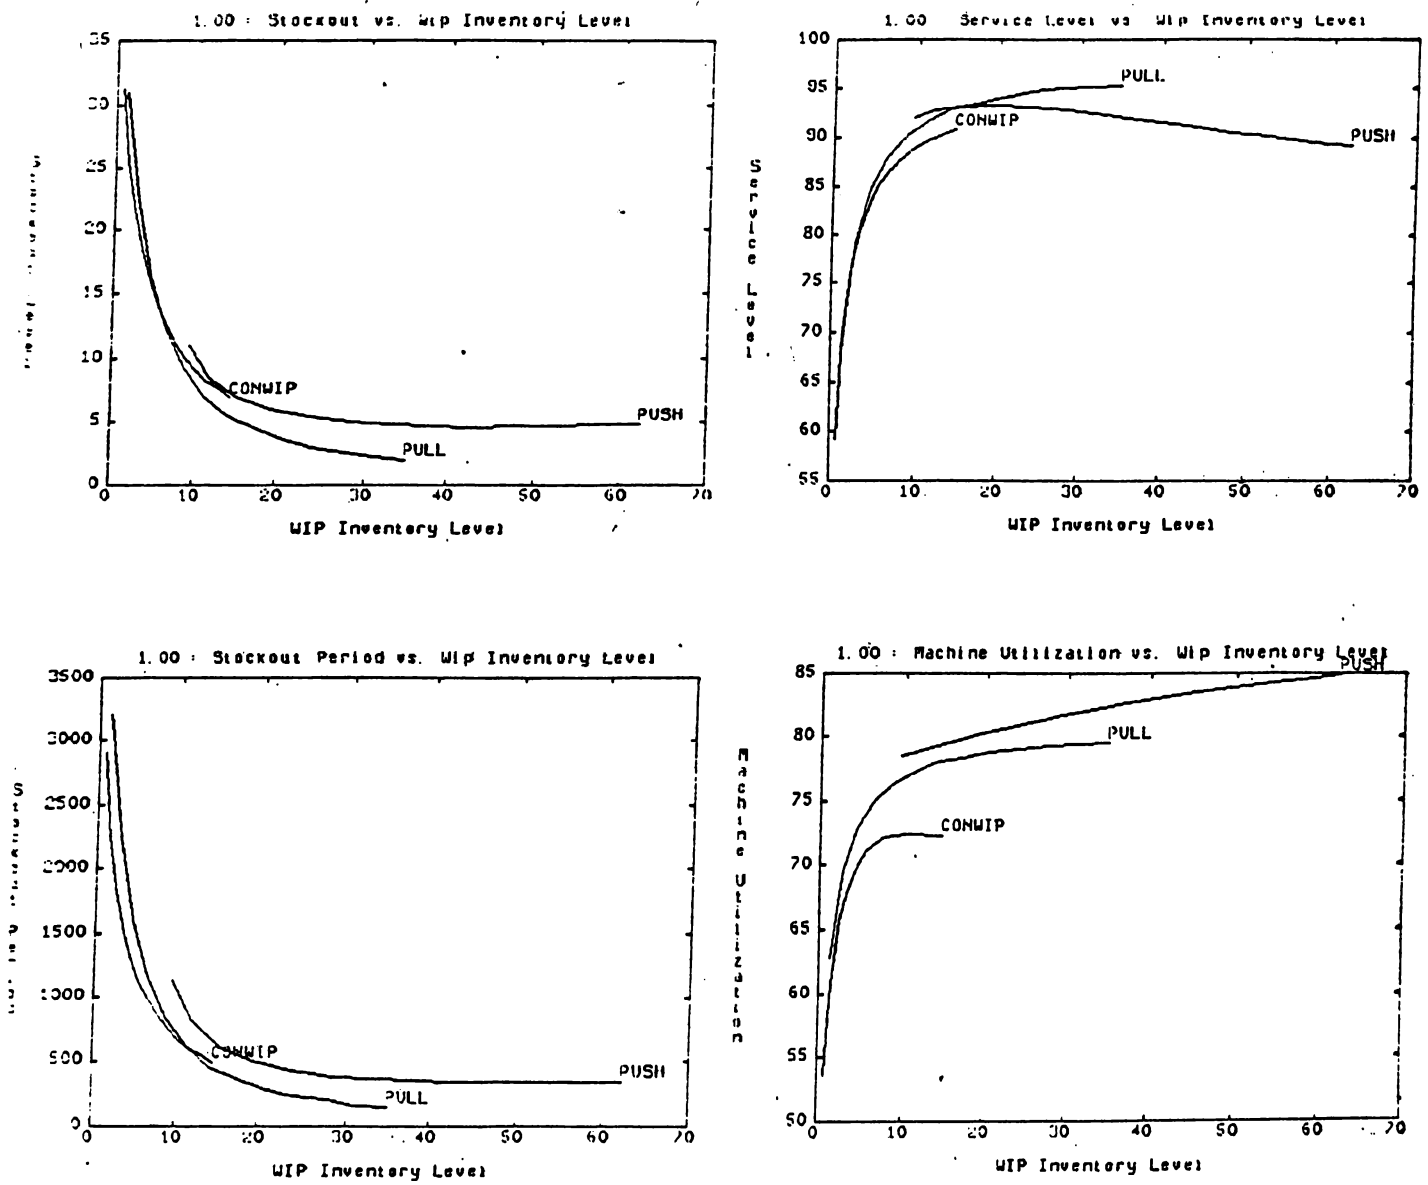 1.00 : Stockout vs. Wip Inventory Level
35
30
25
20
15
10
5
0
0 10 20 30 40 50 60 70
CONWIP
PUSH
PULL
WIP Inventory Level
1.00 Service Level vs Wip Inventory Level
100
95
90
85
80
75
70
65
60
55
0 10 20 30 40 50 60 70
PULL
CONWIP
PUSH
Service Level
WIP Inventory Level
1.00 : Stockout Period vs. Wip Inventory Level
3500
3000
2500
2000
1500
1000
500
0
0 10 20 30 40 50 60 70
CONWIP
PUSH
PULL
WIP Inventory Level
1.00 : Machine Utilization vs. Wip Inventory Level
85
80
75
70
65
60
55
50
0 10 20 30 40 50 60 70
PUSH
PULL
CONWIP
Machine Utilization
WIP Inventory Level